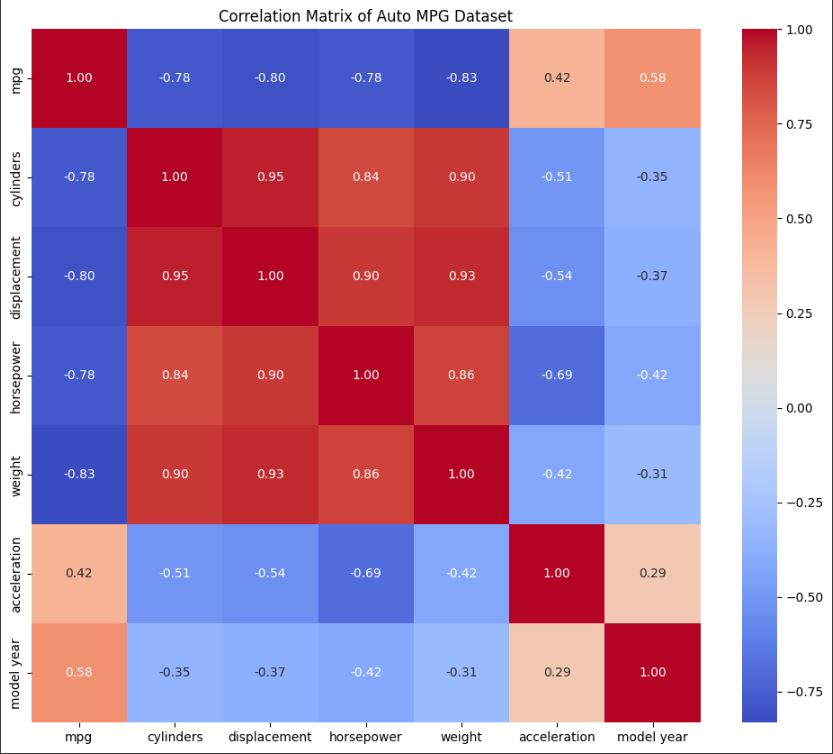 Correlation Matrix of Auto MPG Dataset
mpg 1.00 -0.78 -0.80 -0.78 -0.83 0.42 0.58
cylinders -0.78 1.00 0.95 0.84 0.90 -0.51 -0.35
displacement -0.80 0.95 1.00 0.90 0.93 -0.54 -0.37
horsepower -0.78 0.84 0.90 1.00 0.86 -0.69 -0.42
weight -0.83 0.90 0.93 0.86 1.00 -0.42 -0.31
acceleration 0.42 -0.51 -0.54 -0.69 -0.42 1.00 0.29
model year 0.58 -0.35 -0.37 -0.42 -0.31 0.29 1.00
mpg cylinders displacement horsepower weight acceleration model year
1.00
0.75
0.50
0.25
0.00
−0.25
−0.50
−0.75